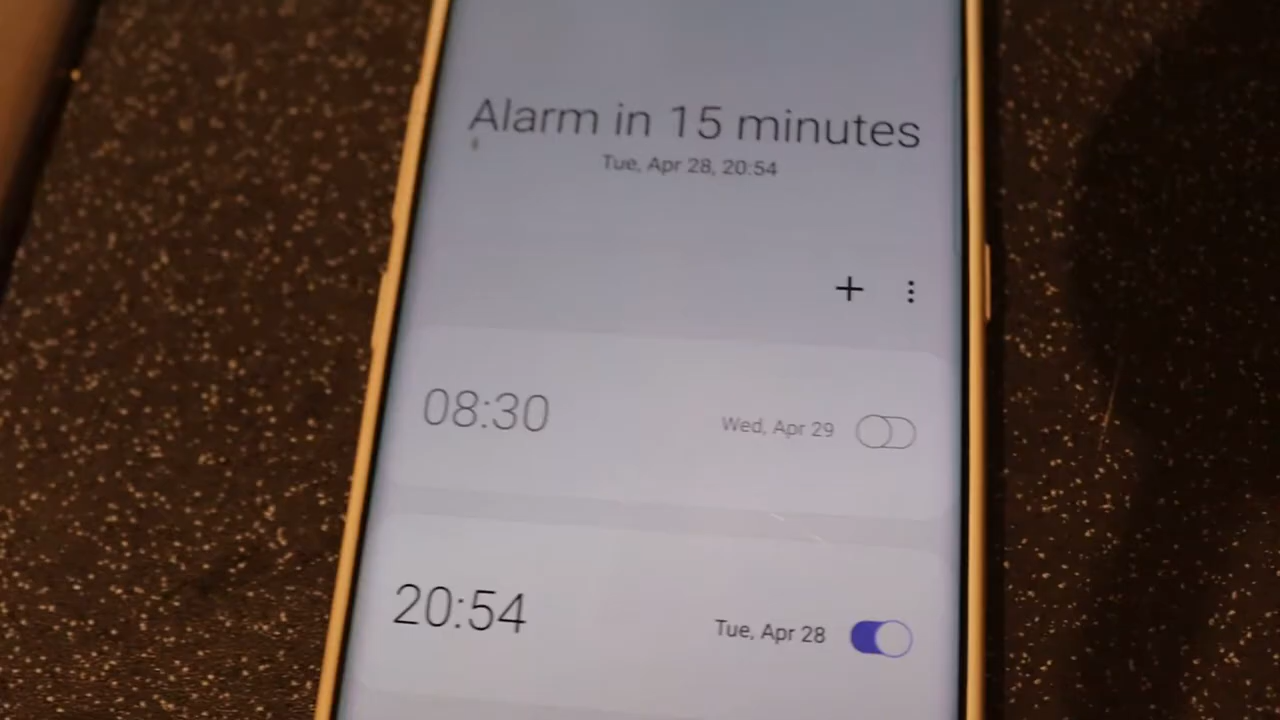 Alarm in 15 minutes
Tue, Apr 28, 20:54
08:30
Wed, Apr 29
20:54
Tue, Apr 28